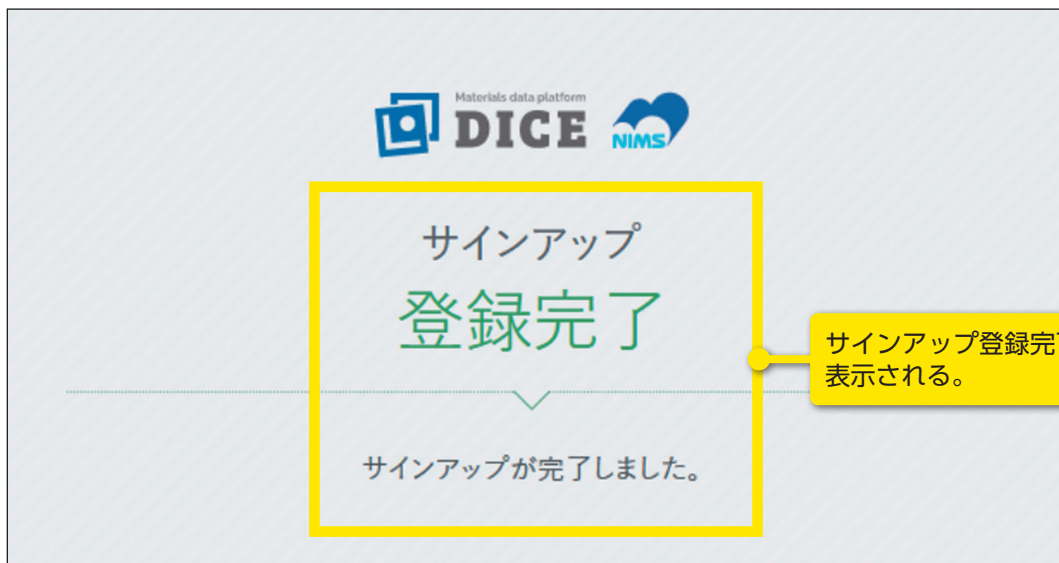 Materials data platform
DICE
NIMS
サインアップ
登録完了
サインアップ登録完
表示される。
サインアップが完了しました。